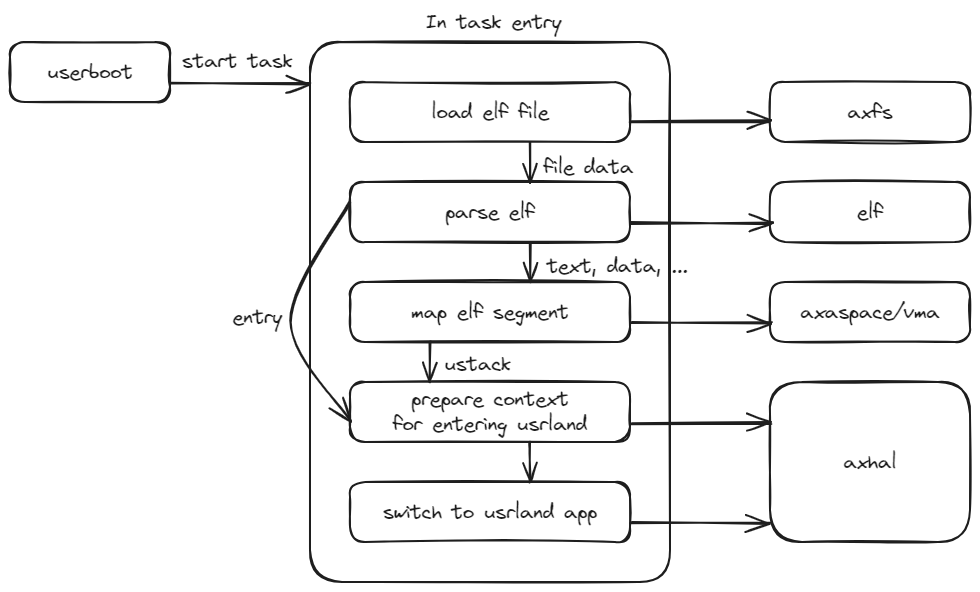 In task entry
userboot
start task
load elf file
axfs
file data
parse elf
elf
text, data, ...
map elf segment
axaspace/vma
entry
ustack
prepare context
for entering usrland
axhal
switch to usrland app